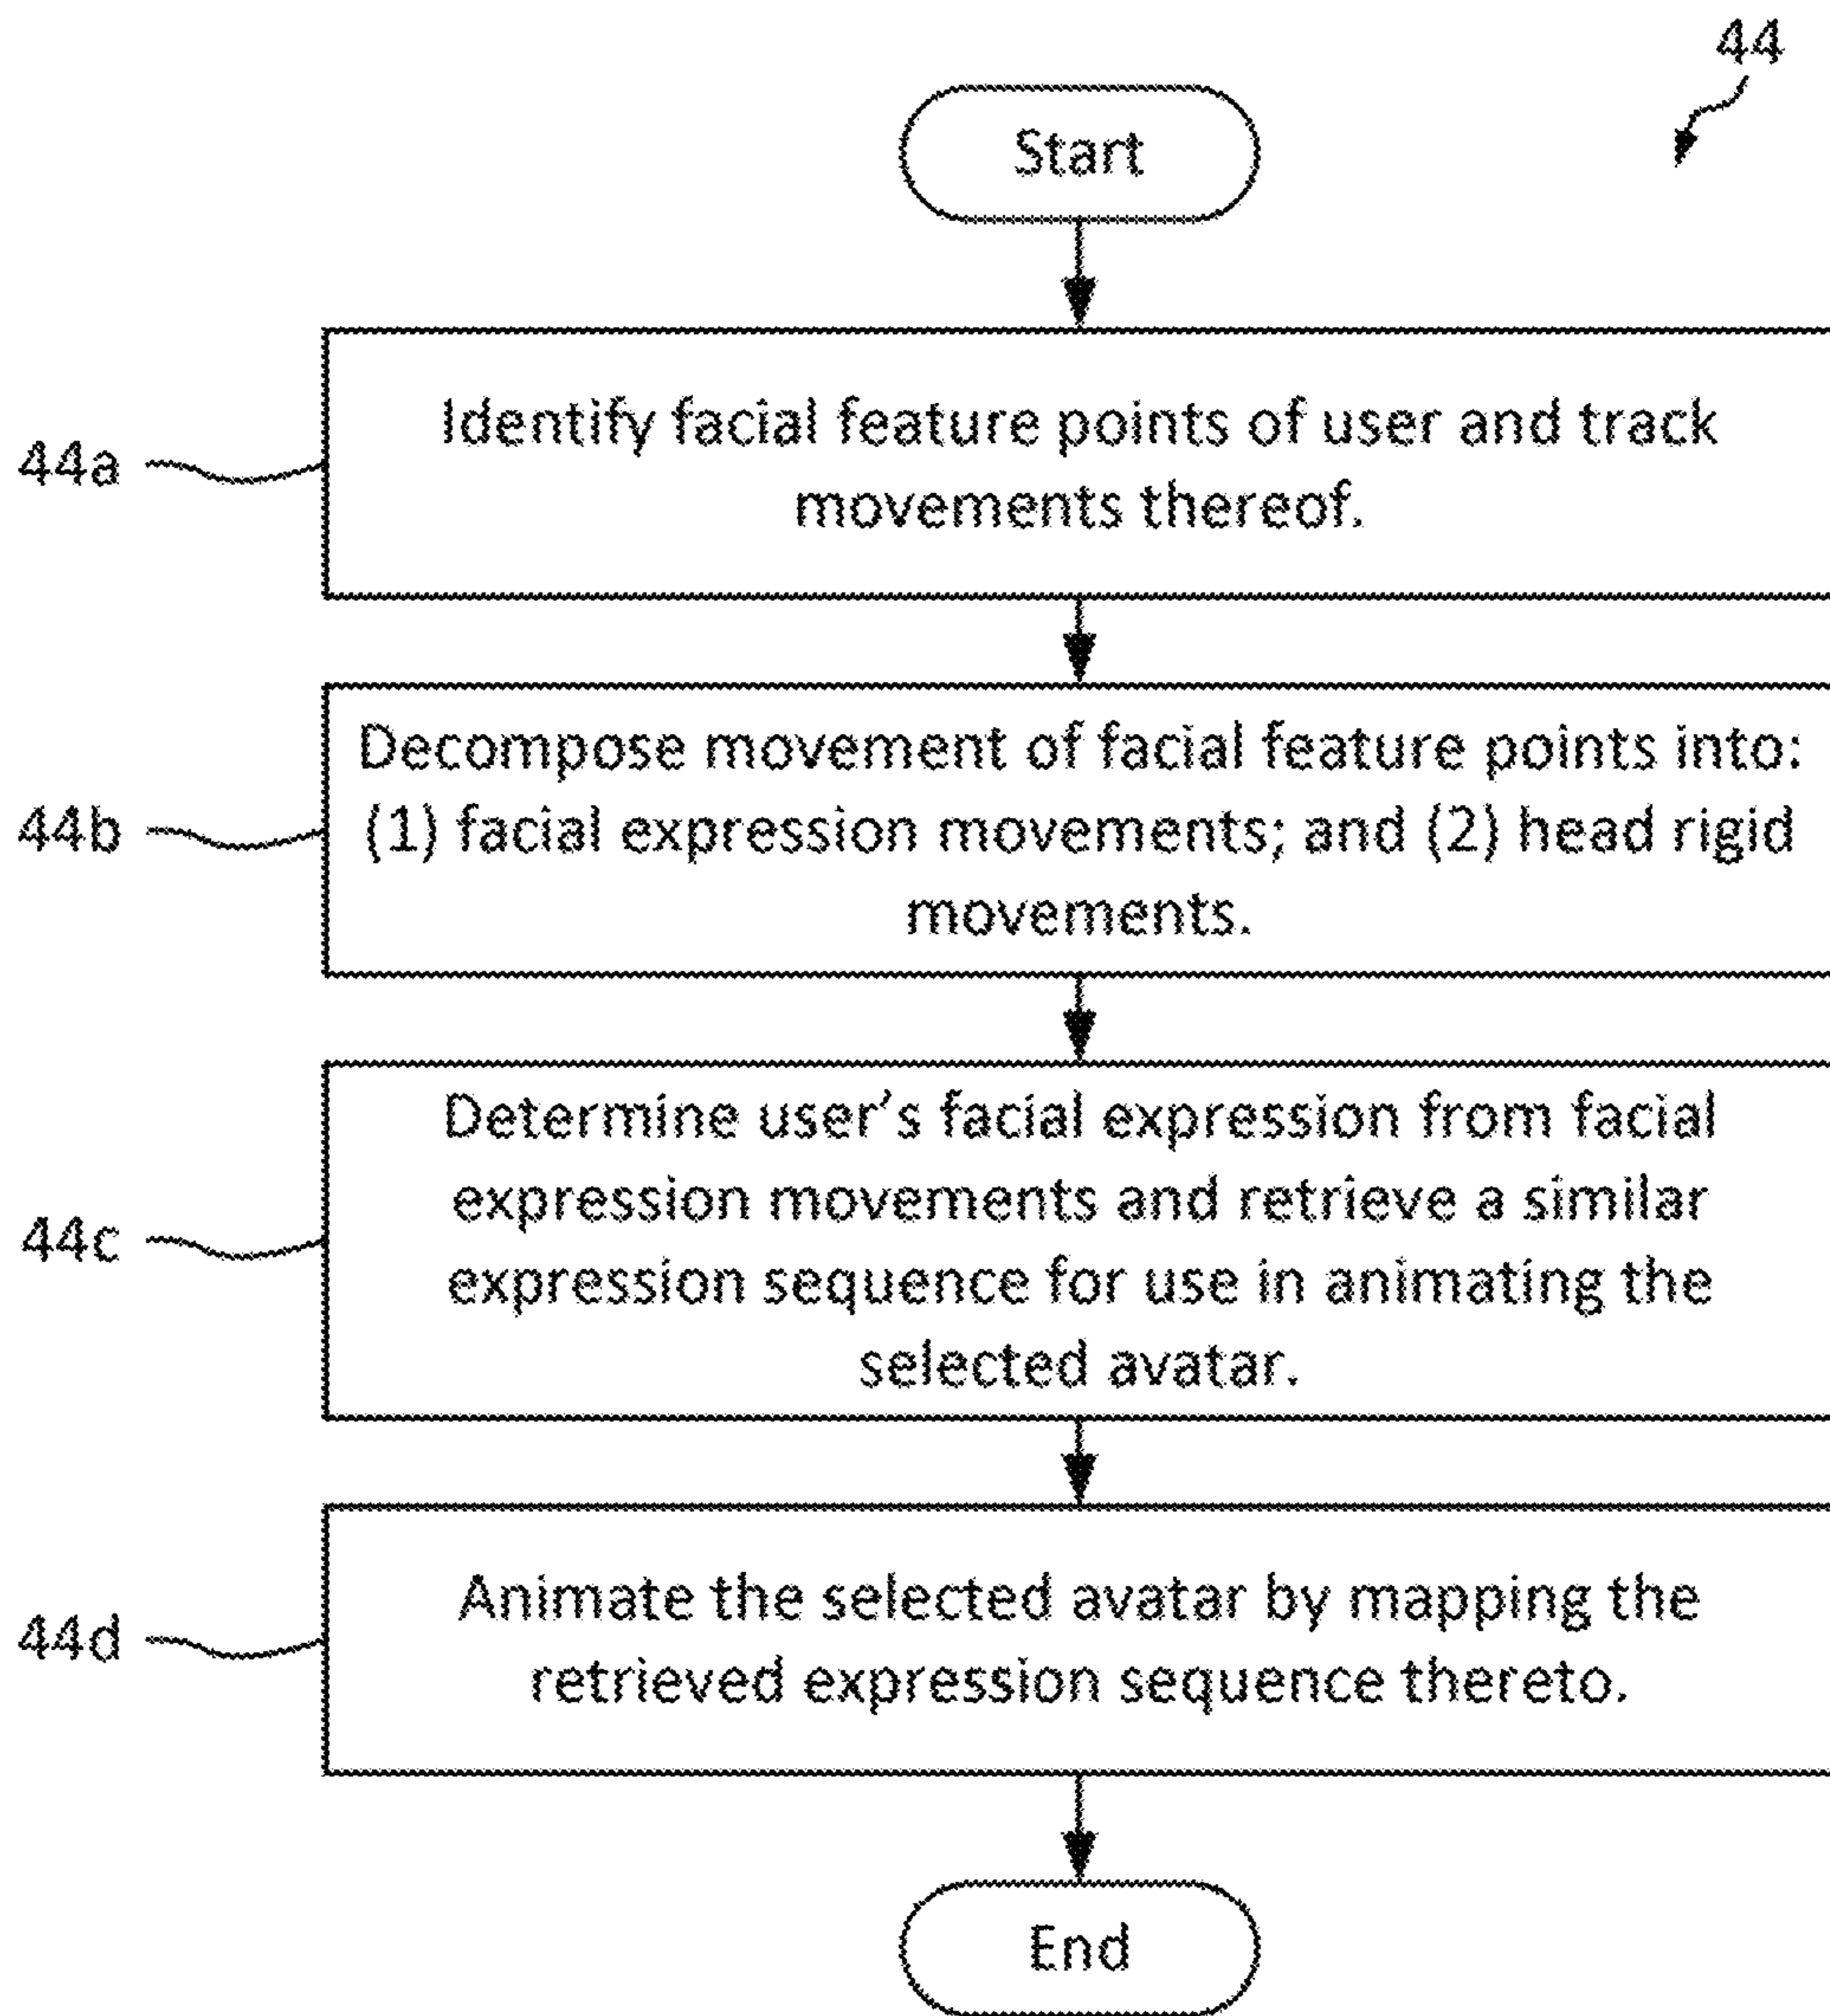 44
Start
44a
Identify facial feature points of user and track
movements thereof.
44b
Decompose movement of facial feature points into:
(1) facial expression movements; and (2) head rigid
movements.
44c
Determine user's facial expression from facial
expression movements and retrieve a similar
expression sequence for use in animating the
selected avatar.
44d
Animate the selected avatar by mapping the
retrieved expression sequence thereto.
End